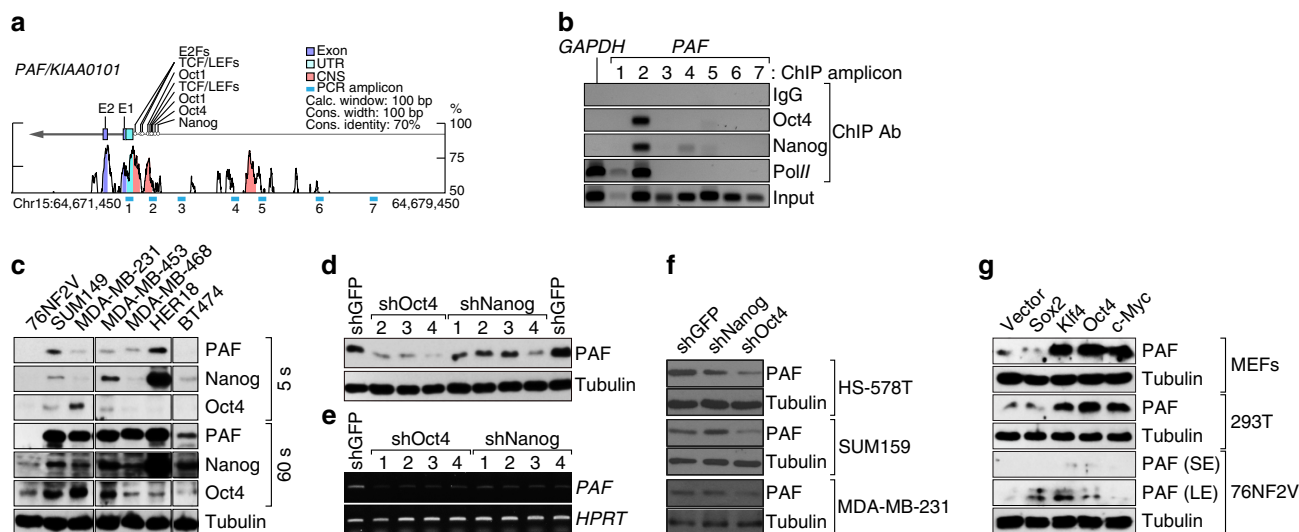 a
PAF/KIAA0101
E2Fs
TCF/LEFs
Oct1
TCF/LEFs
Oct1
Oct4
Nanog
Exon
UTR
CNS
PCR amplicon
Calc. window: 100 bp
Cons. width: 100 bp
Cons. identity: 70%
E2 E1
%
100
75
50
Chr15:64,671,450
64,679,450
1 2 3 4 5 6 7
b
GAPDH PAF
1 2 3 4 5 6 7 : ChIP amplicon
IgG
Oct4
Nanog
PolII
Input
ChIP Ab
c
76NF2V
SUM149
MDA-MB-231
MDA-MB-453
MDA-MB-468
HER18
BT474
PAF
Nanog
Oct4
5 s
PAF
Nanog
Oct4
60 s
Tubulin
d
shGFP shOct4 shNanog shGFP
2 3 4 1 2 3 4
PAF
Tubulin
e
shGFP shOct4 shNanog
1 2 3 4 1 2 3 4
PAF
HPRT
f
shGFP
shNanog
shOct4
PAF
Tubulin
HS-578T
PAF
Tubulin
SUM159
PAF
Tubulin
MDA-MB-231
g
Vector
Sox2
Klf4
Oct4
c-Myc
PAF
Tubulin
MEFs
PAF
Tubulin
293T
PAF (SE)
PAF (LE)
Tubulin
76NF2V